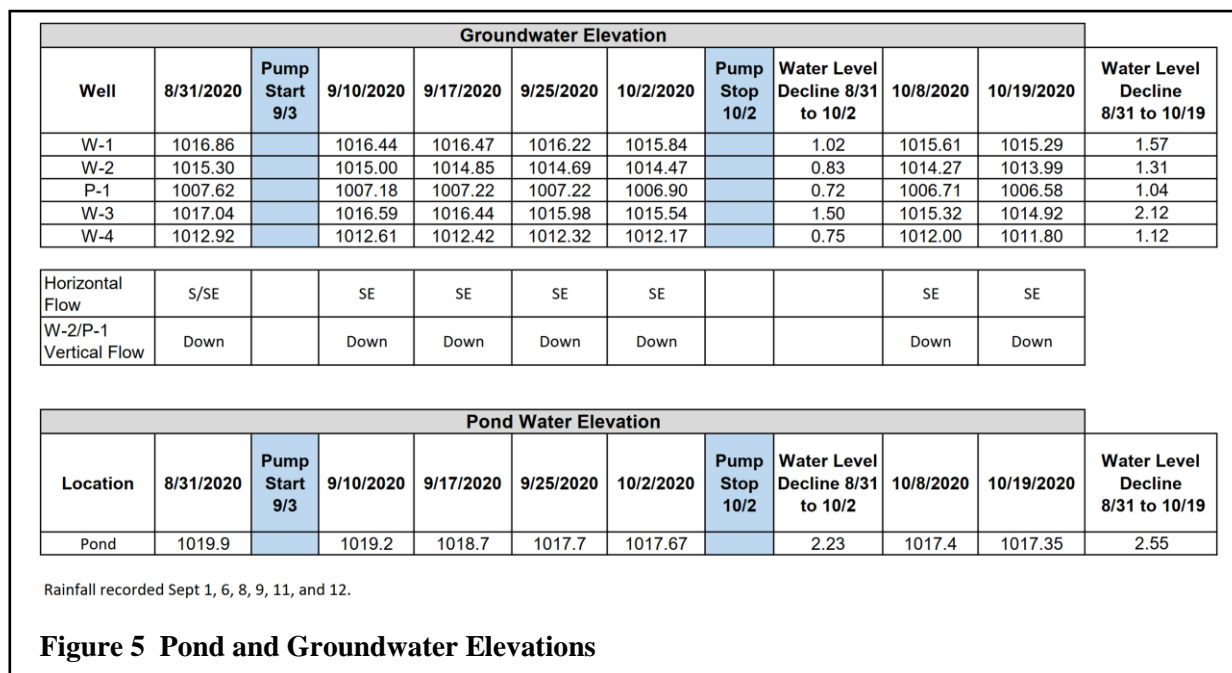 Groundwater Elevation
Well 8/31/2020 Pump Start 9/3 9/10/2020 9/17/2020 9/25/2020 10/2/2020 Pump Stop 10/2 Water Level Decline 8/31 to 10/2 10/8/2020 10/19/2020 Water Level Decline 8/31 to 10/19
W-1 1016.86 1016.44 1016.47 1016.22 1015.84 1.02 1015.61 1015.29 1.57
W-2 1015.30 1015.00 1014.85 1014.69 1014.47 0.83 1014.27 1013.99 1.31
P-1 1007.62 1007.18 1007.22 1007.22 1006.90 0.72 1006.71 1006.58 1.04
W-3 1017.04 1016.59 1016.44 1015.98 1015.54 1.50 1015.32 1014.92 2.12
W-4 1012.92 1012.61 1012.42 1012.32 1012.17 0.75 1012.00 1011.80 1.12
Horizontal Flow S/SE SE SE SE SE SE SE
W-2/P-1 Vertical Flow Down Down Down Down Down Down Down
Pond Water Elevation
Location 8/31/2020 Pump Start 9/3 9/10/2020 9/17/2020 9/25/2020 10/2/2020 Pump Stop 10/2 Water Level Decline 8/31 to 10/2 10/8/2020 10/19/2020 Water Level Decline 8/31 to 10/19
Pond 1019.9 1019.2 1018.7 1017.7 1017.67 2.23 1017.4 1017.35 2.55
Rainfall recorded Sept 1, 6, 8, 9, 11, and 12.
Figure 5 Pond and Groundwater Elevations